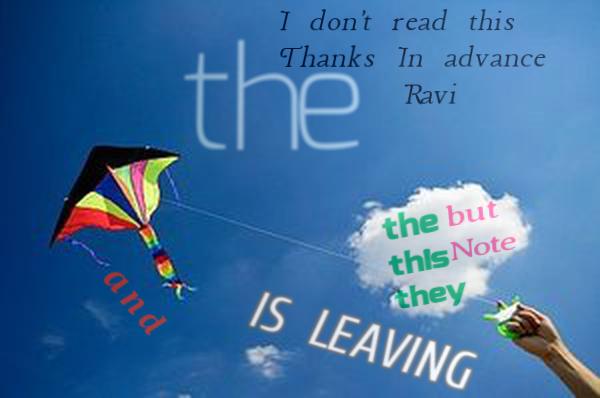 I don't read this
Thanks In advance
Ravi
the
the but
this Note
they
and
IS LEAVING